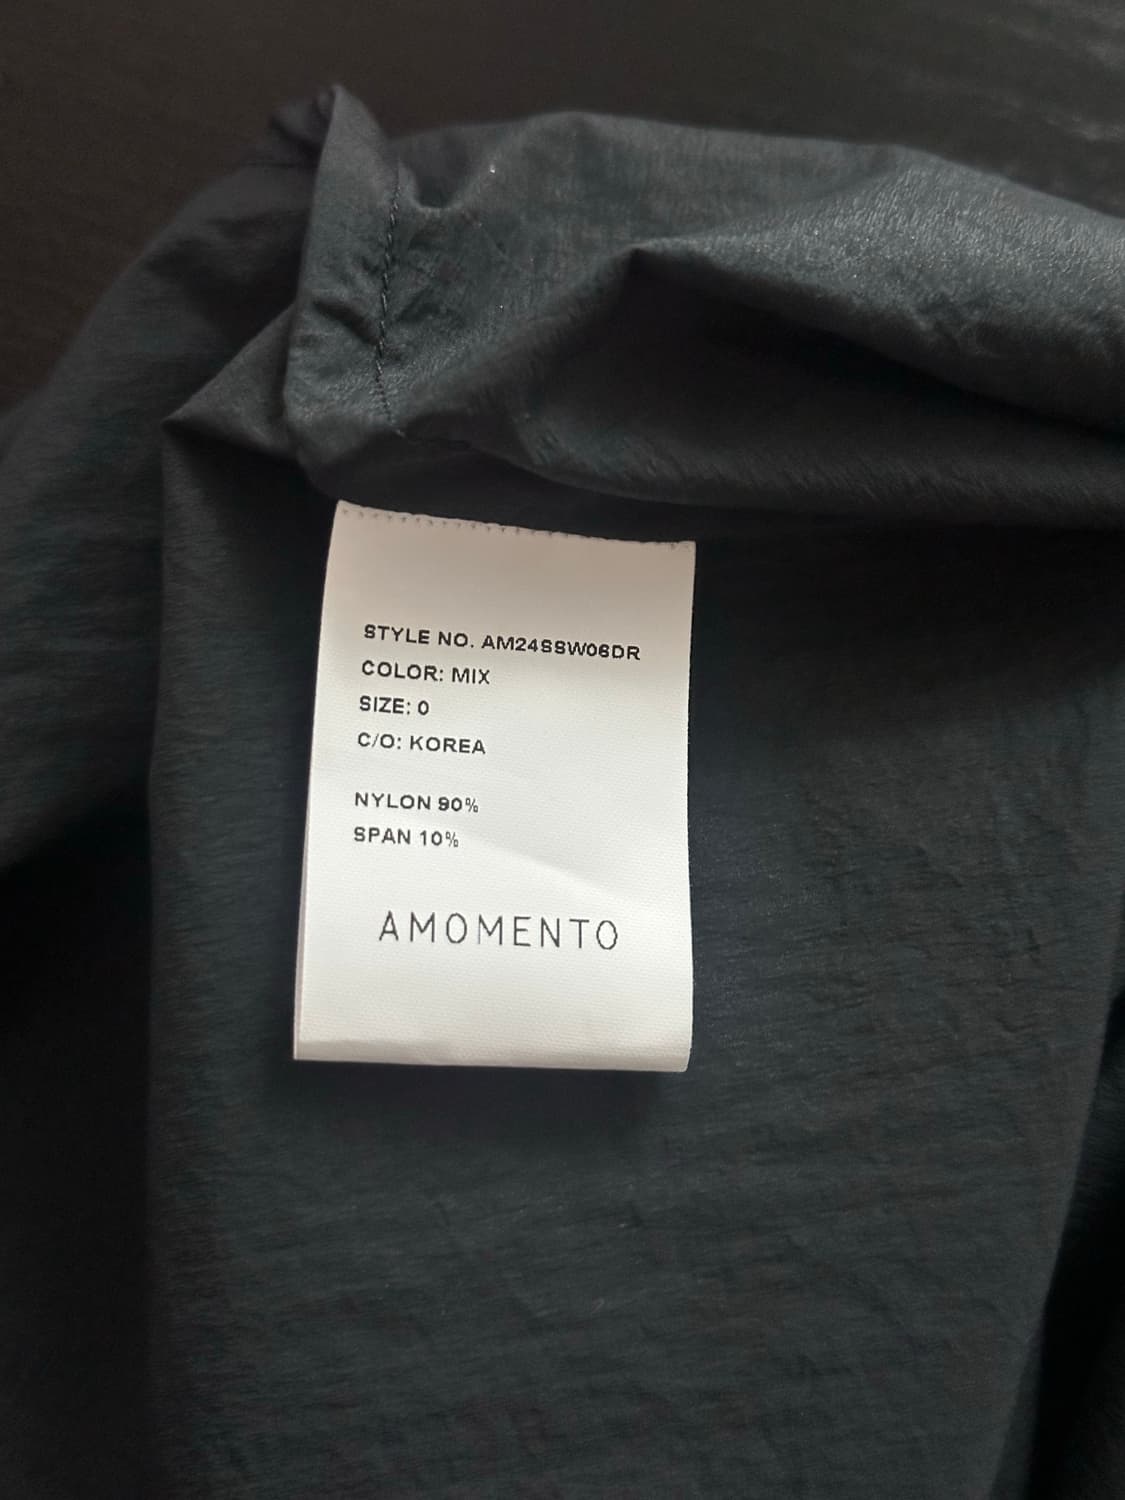 STYLE NO. AM24SSW06DR
COLOR: MIX
SIZE: 0
C/O: KOREA
NYLON 90%
SPAN 10%
AMOMENTO